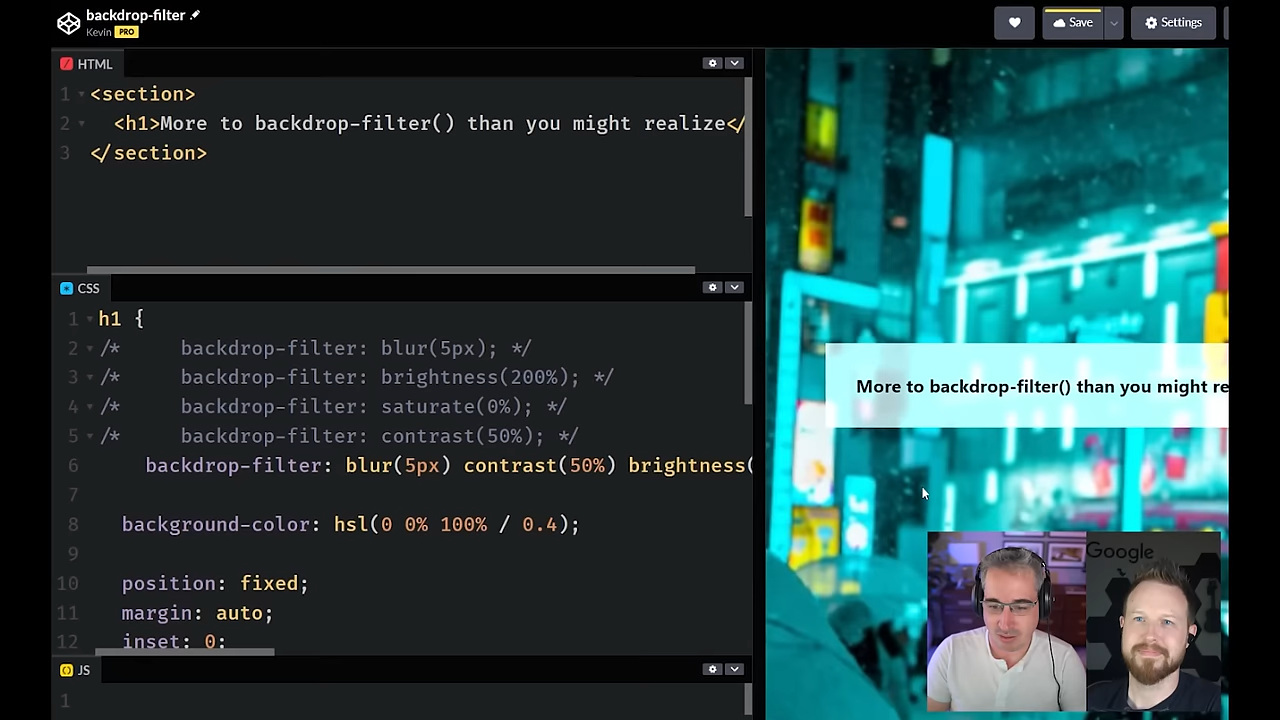 backdrop-filter
Kevin PRO
Save
Settings
HTML
1 <section>
2 <h1>More to backdrop-filter() than you might realize</
3 </section>
CSS
1 h1 {
2 /* backdrop-filter: blur(5px); */
3 /* backdrop-filter: brightness(200%); */
4 /* backdrop-filter: saturate(0%); */
5 /* backdrop-filter: contrast(50%); */
6 backdrop-filter: blur(5px) contrast(50%) brightness(
7
8 background-color: hsl(0 0% 100% / 0.4);
9
10 position: fixed;
11 margin: auto;
12 inset: 0;
JS
1
More to backdrop-filter() than you might re
Google